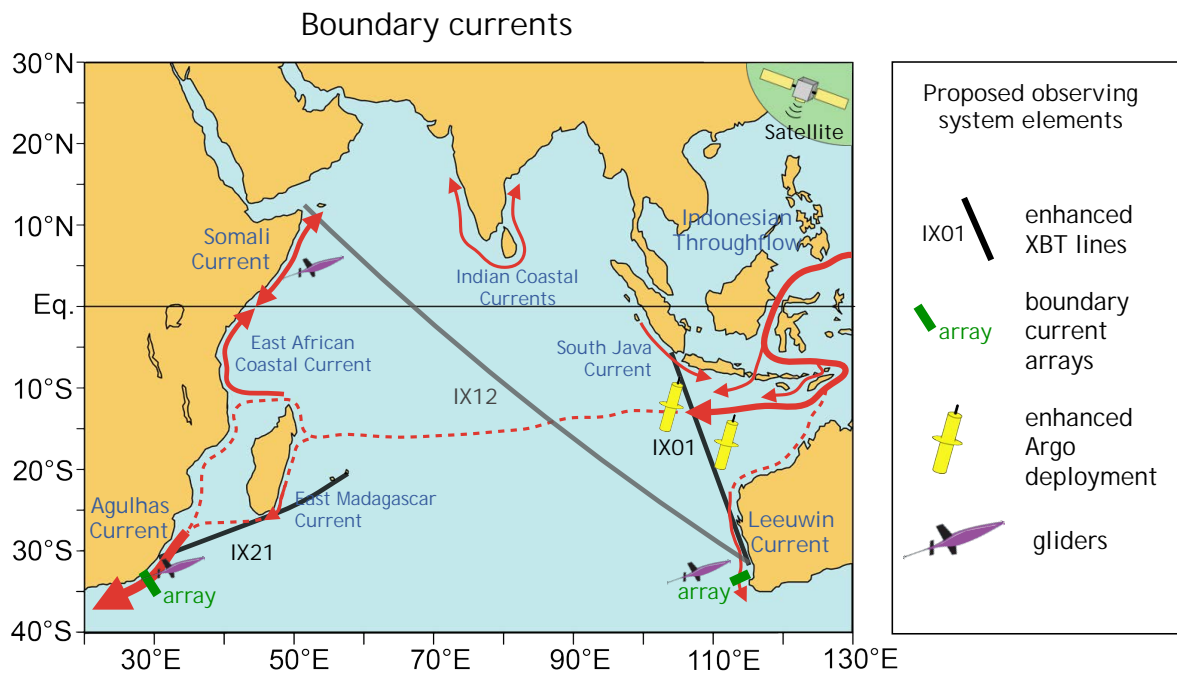 Boundary currents
30°N
20°N
10°N
Eq.
10°S
20°S
30°S
40°S
30°E
50°E
70°E
90°E
110°E
130°E
Satellite
Somali
Current
Indian Coastal
Currents
Indonesian
Throughflow
East African
Coastal Current
South Java
Current
IX12
IX01
Agulhas
Current
East Madagascar
Current
IX21
Leeuwin
Current
array
array
Proposed observing
system elements
IX01
enhanced
XBT lines
array
boundary
current
arrays
enhanced
Argo
deployment
gliders